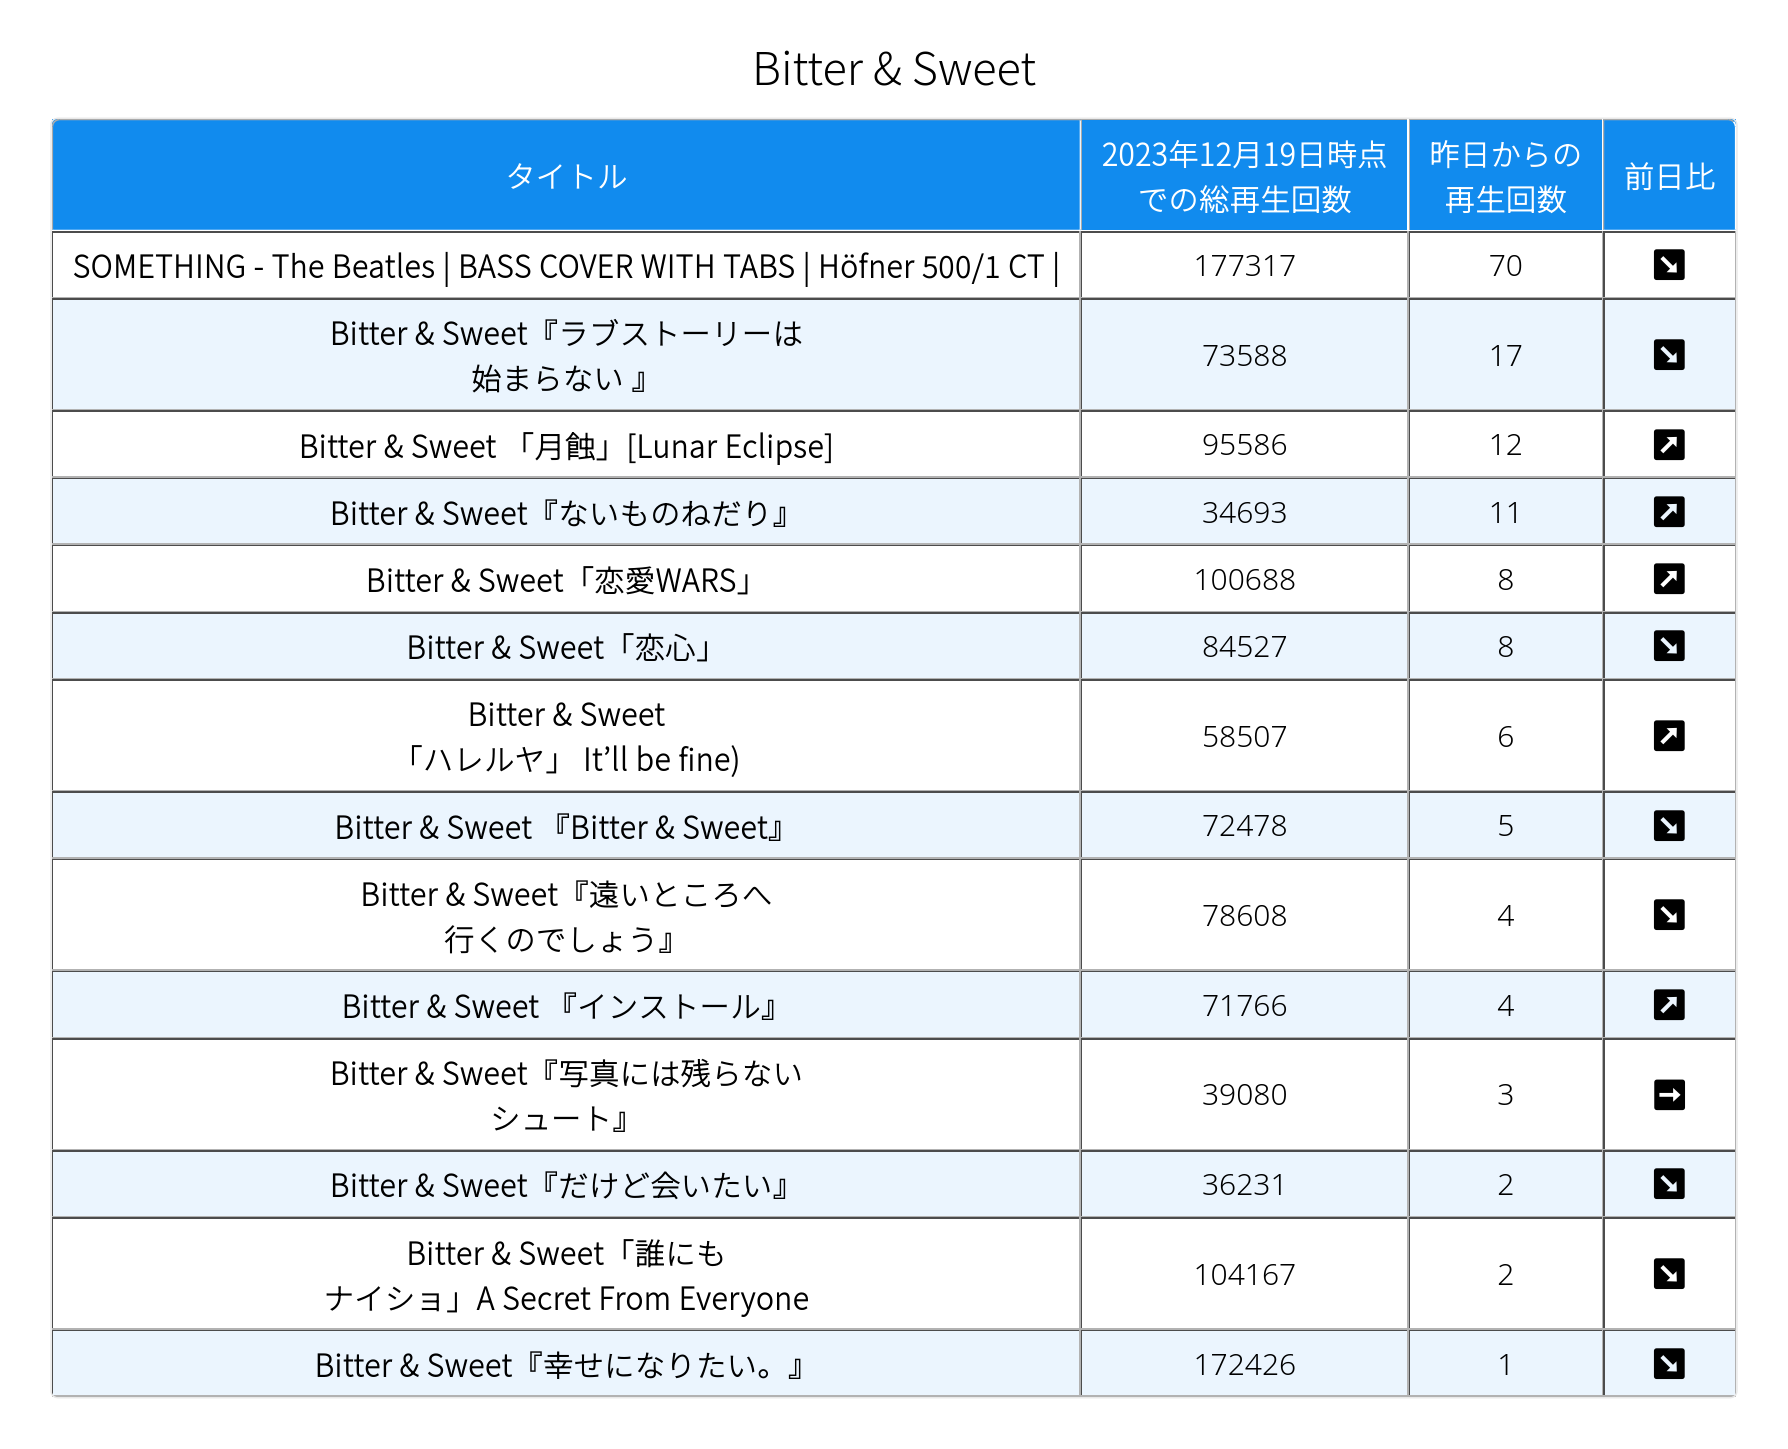 Bitter & Sweet
タイトル
2023年12月19日時点
での総再生回数
昨日からの
再生回数
前日比
SOMETHING - The Beatles | BASS COVER WITH TABS | Höfner 500/1 CT | 177317 70
Bitter & Sweet『ラブストーリーは
始まらない 』 73588 17
Bitter & Sweet 「月蝕」[Lunar Eclipse] 95586 12
Bitter & Sweet『ないものねだり』 34693 11
Bitter & Sweet「恋愛WARS」 100688 8
Bitter & Sweet「恋心」 84527 8
Bitter & Sweet
「ハレルヤ」 It’ll be fine) 58507 6
Bitter & Sweet 『Bitter & Sweet』 72478 5
Bitter & Sweet『遠いところへ
行くのでしょう』 78608 4
Bitter & Sweet 『インストール』 71766 4
Bitter & Sweet『写真には残らない
シュート』 39080 3
Bitter & Sweet『だけど会いたい』 36231 2
Bitter & Sweet「誰にも
ナイショ」A Secret From Everyone 104167 2
Bitter & Sweet『幸せになりたい。』 172426 1